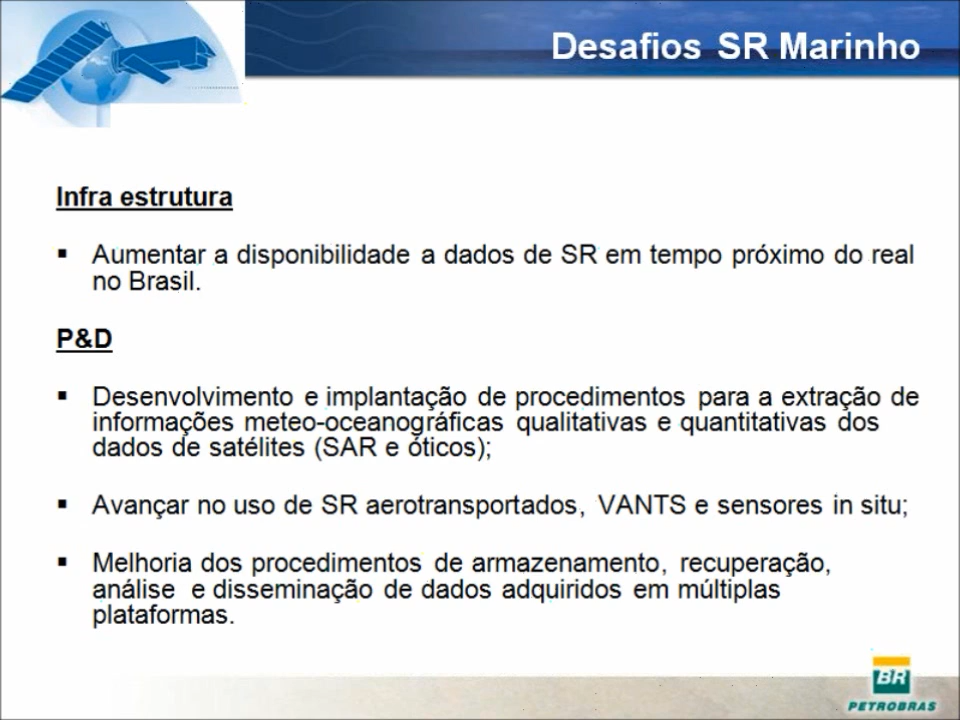 Desafios SR Marinho
Infra estrutura
▪ Aumentar a disponibilidade a dados de SR em tempo próximo do real
no Brasil.
P&D
▪ Desenvolvimento e implantação de procedimentos para a extração de
informações meteo-oceanográficas qualitativas e quantitativas dos
dados de satélites (SAR e óticos);
▪ Avançar no uso de SR aerotransportados, VANTS e sensores in situ;
▪ Melhoria dos procedimentos de armazenamento, recuperação,
análise e disseminação de dados adquiridos em múltiplas
plataformas.
BR
PETROBRAS